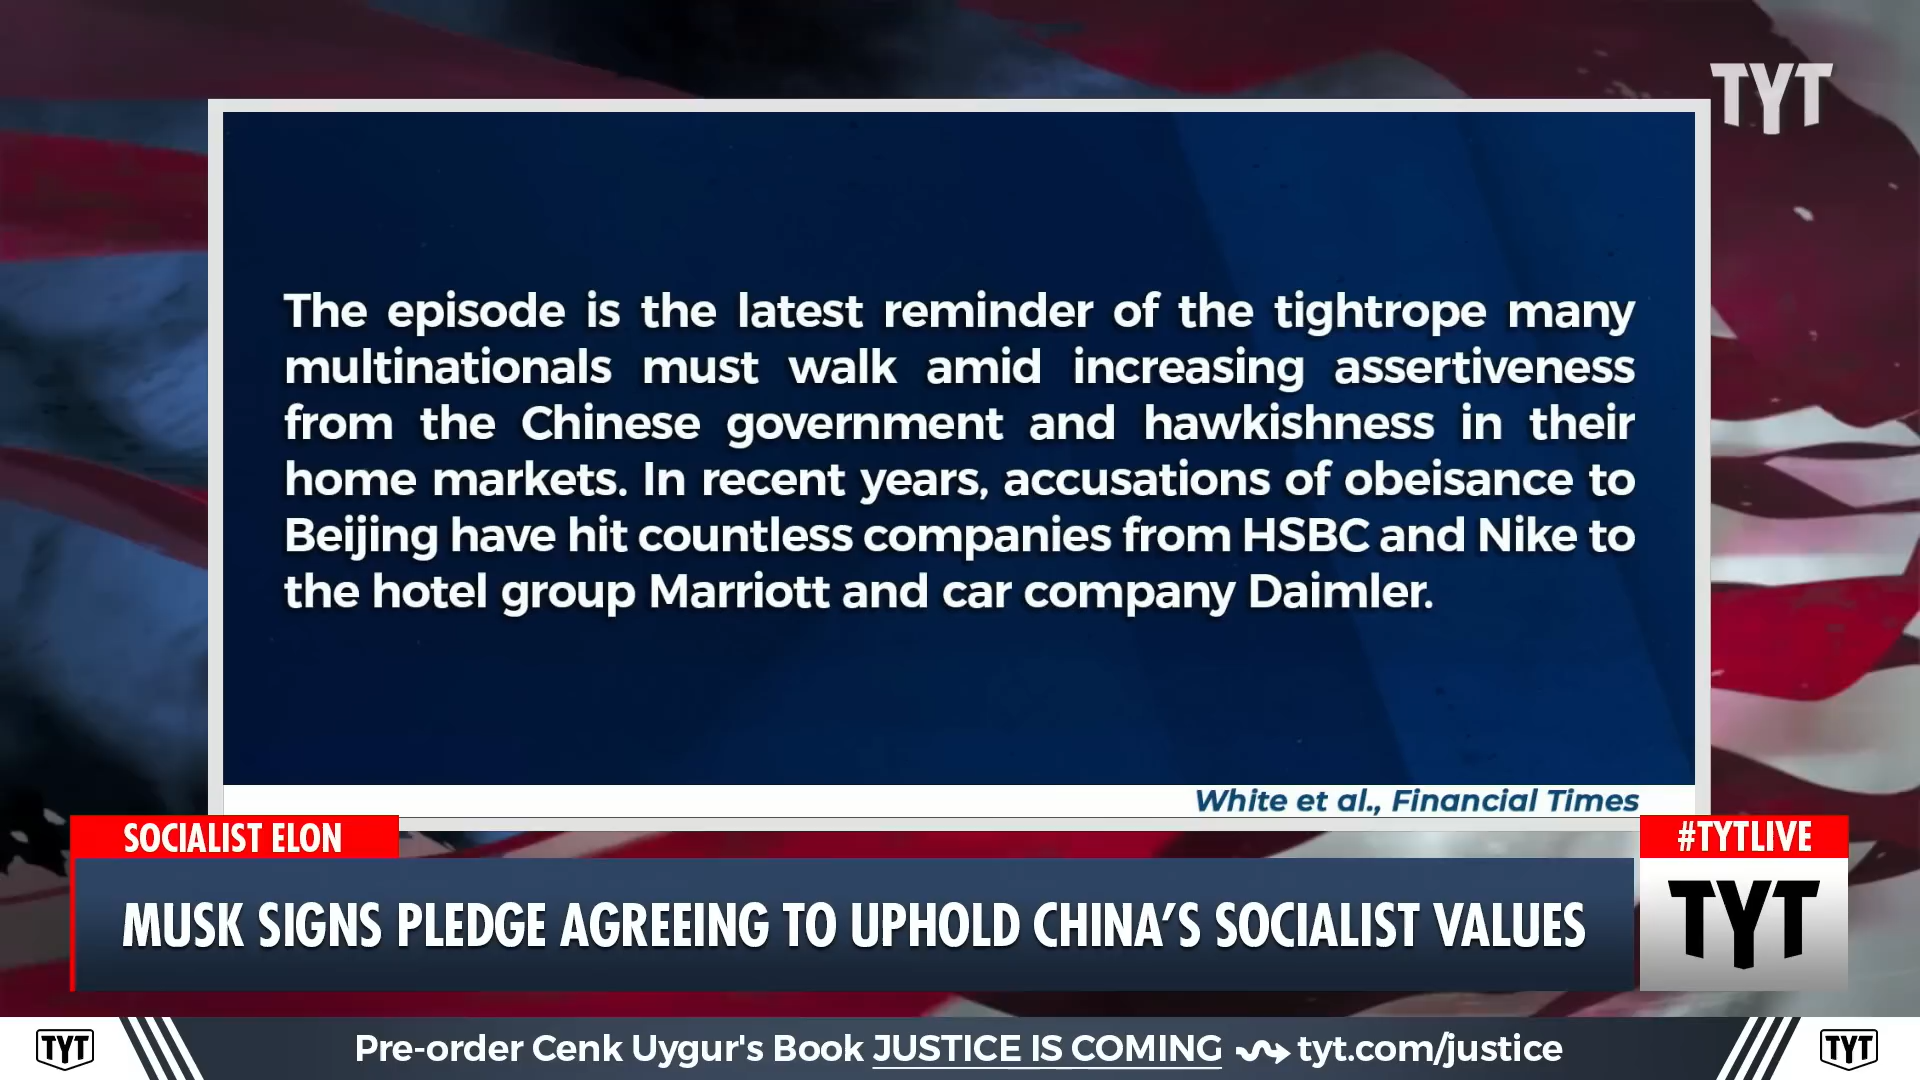 TYT
The episode is the latest reminder of the tightrope many
multinationals must walk amid increasing assertiveness
from the Chinese government and hawkishness in their
home markets. In recent years, accusations of obeisance to
Beijing have hit countless companies from HSBC and Nike to
the hotel group Marriott and car company Daimler.
White et al., Financial Times
SOCIALIST ELON
#TYTLIVE
MUSK SIGNS PLEDGE AGREEING TO UPHOLD CHINA'S SOCIALIST VALUES
TYT
TYT
Pre-order Cenk Uygur's Book JUSTICE IS COMING tyt.com/justice
TYT